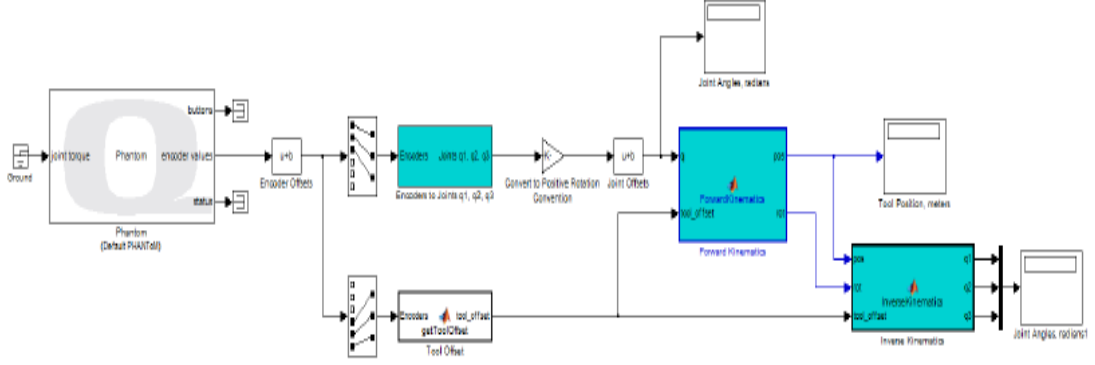 Joint Angles, radians
buttons
joint torque
Phantom
encoder values
status
Ground
Phantom
(Default PHANToM)
u+b
Encoder Offsets
Encoders
Joints q1, q2, q3
Encoders to Joints q1, q2, q3
K-
Convert to Positive Rotation
Convention
u+b
Joint Offsets
q
pos
ForwardKinematics
tool_offset
rot
Forward Kinematics
Tool Position, meters
pos
q1
rot
q2
InverseKinematics
tool_offset
q3
Inverse Kinematics
Joint Angles, radians1
Encoders
tool_offset
getToolOffset
Tool Offset